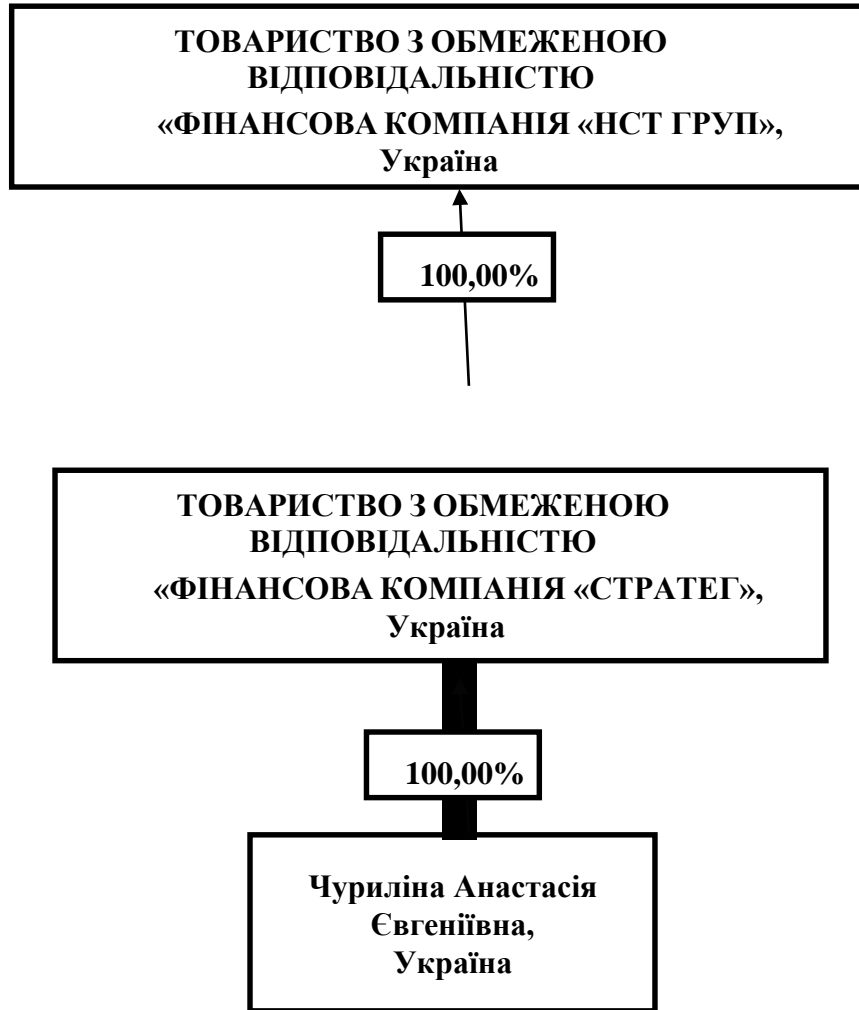 ТОВАРИСТВО З ОБМЕЖЕНОЮ
ВІДПОВІДАЛЬНІСТЮ
«ФІНАНСОВА КОМПАНІЯ «НСТ ГРУП»,
Україна
100,00%
ТОВАРИСТВО З ОБМЕЖЕНОЮ
ВІДПОВІДАЛЬНІСТЮ
«ФІНАНСОВА КОМПАНІЯ «СТРАТЕГ»,
Україна
100,00%
Чуриліна Анастасія
Євгеніївна,
Україна